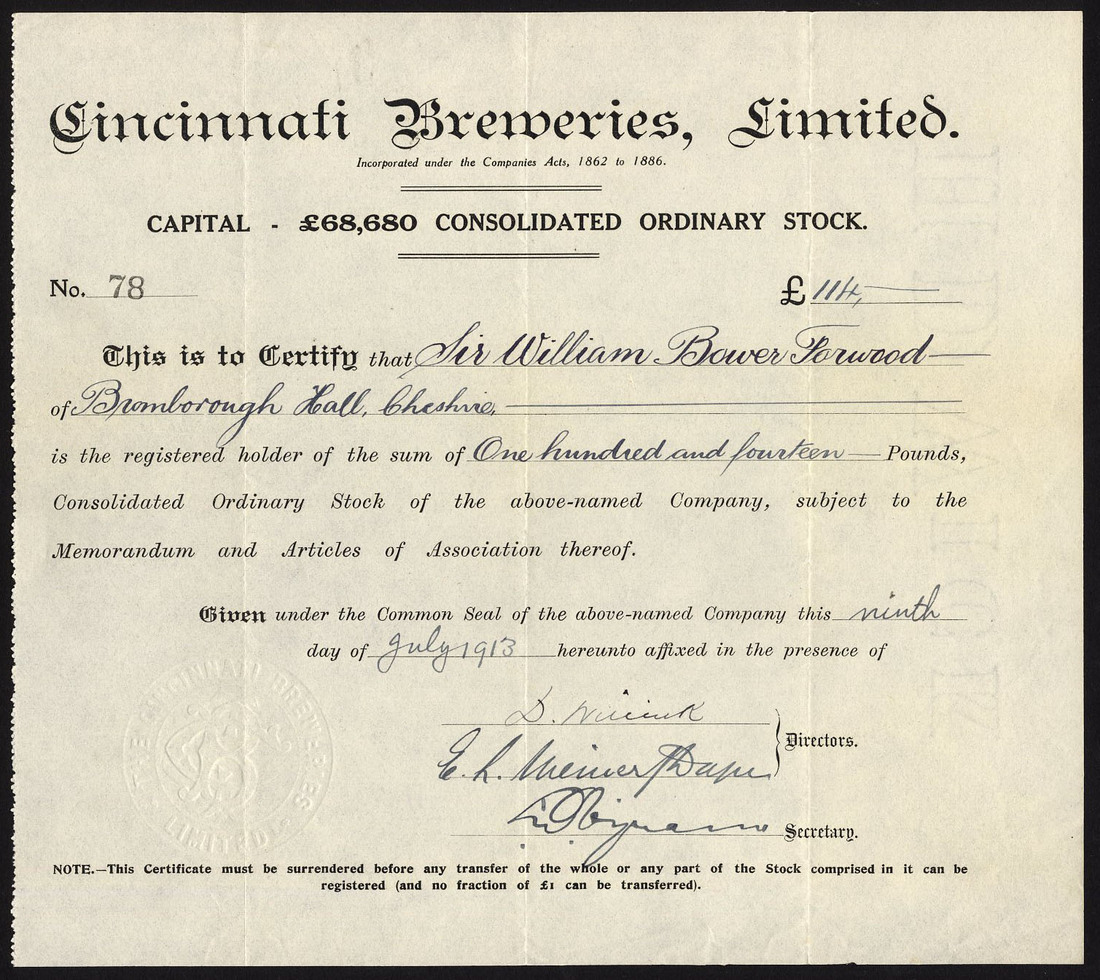 Cincinnati Breweries, Limited.
Incorporated under the Companies Acts, 1862 to 1886.
CAPITAL - £68,680 CONSOLIDATED ORDINARY STOCK.
No. 78 £ 114,
This is to Certify that Sir William Bower Forwood
of Bromborough Hall, Cheshire,
is the registered holder of the sum of One hundred and fourteen Pounds,
Consolidated Ordinary Stock of the above-named Company, subject to the
Memorandum and Articles of Association thereof.
Given under the Common Seal of the above-named Company this ninth
day of July 1913 hereunto affixed in the presence of
THE CINCINNATI BREWERIES LIMITED
D.
Directors.
E. L.
Secretary.
NOTE.—This Certificate must be surrendered before any transfer of the whole or any part of the Stock comprised in it can be
registered (and no fraction of £1 can be transferred).